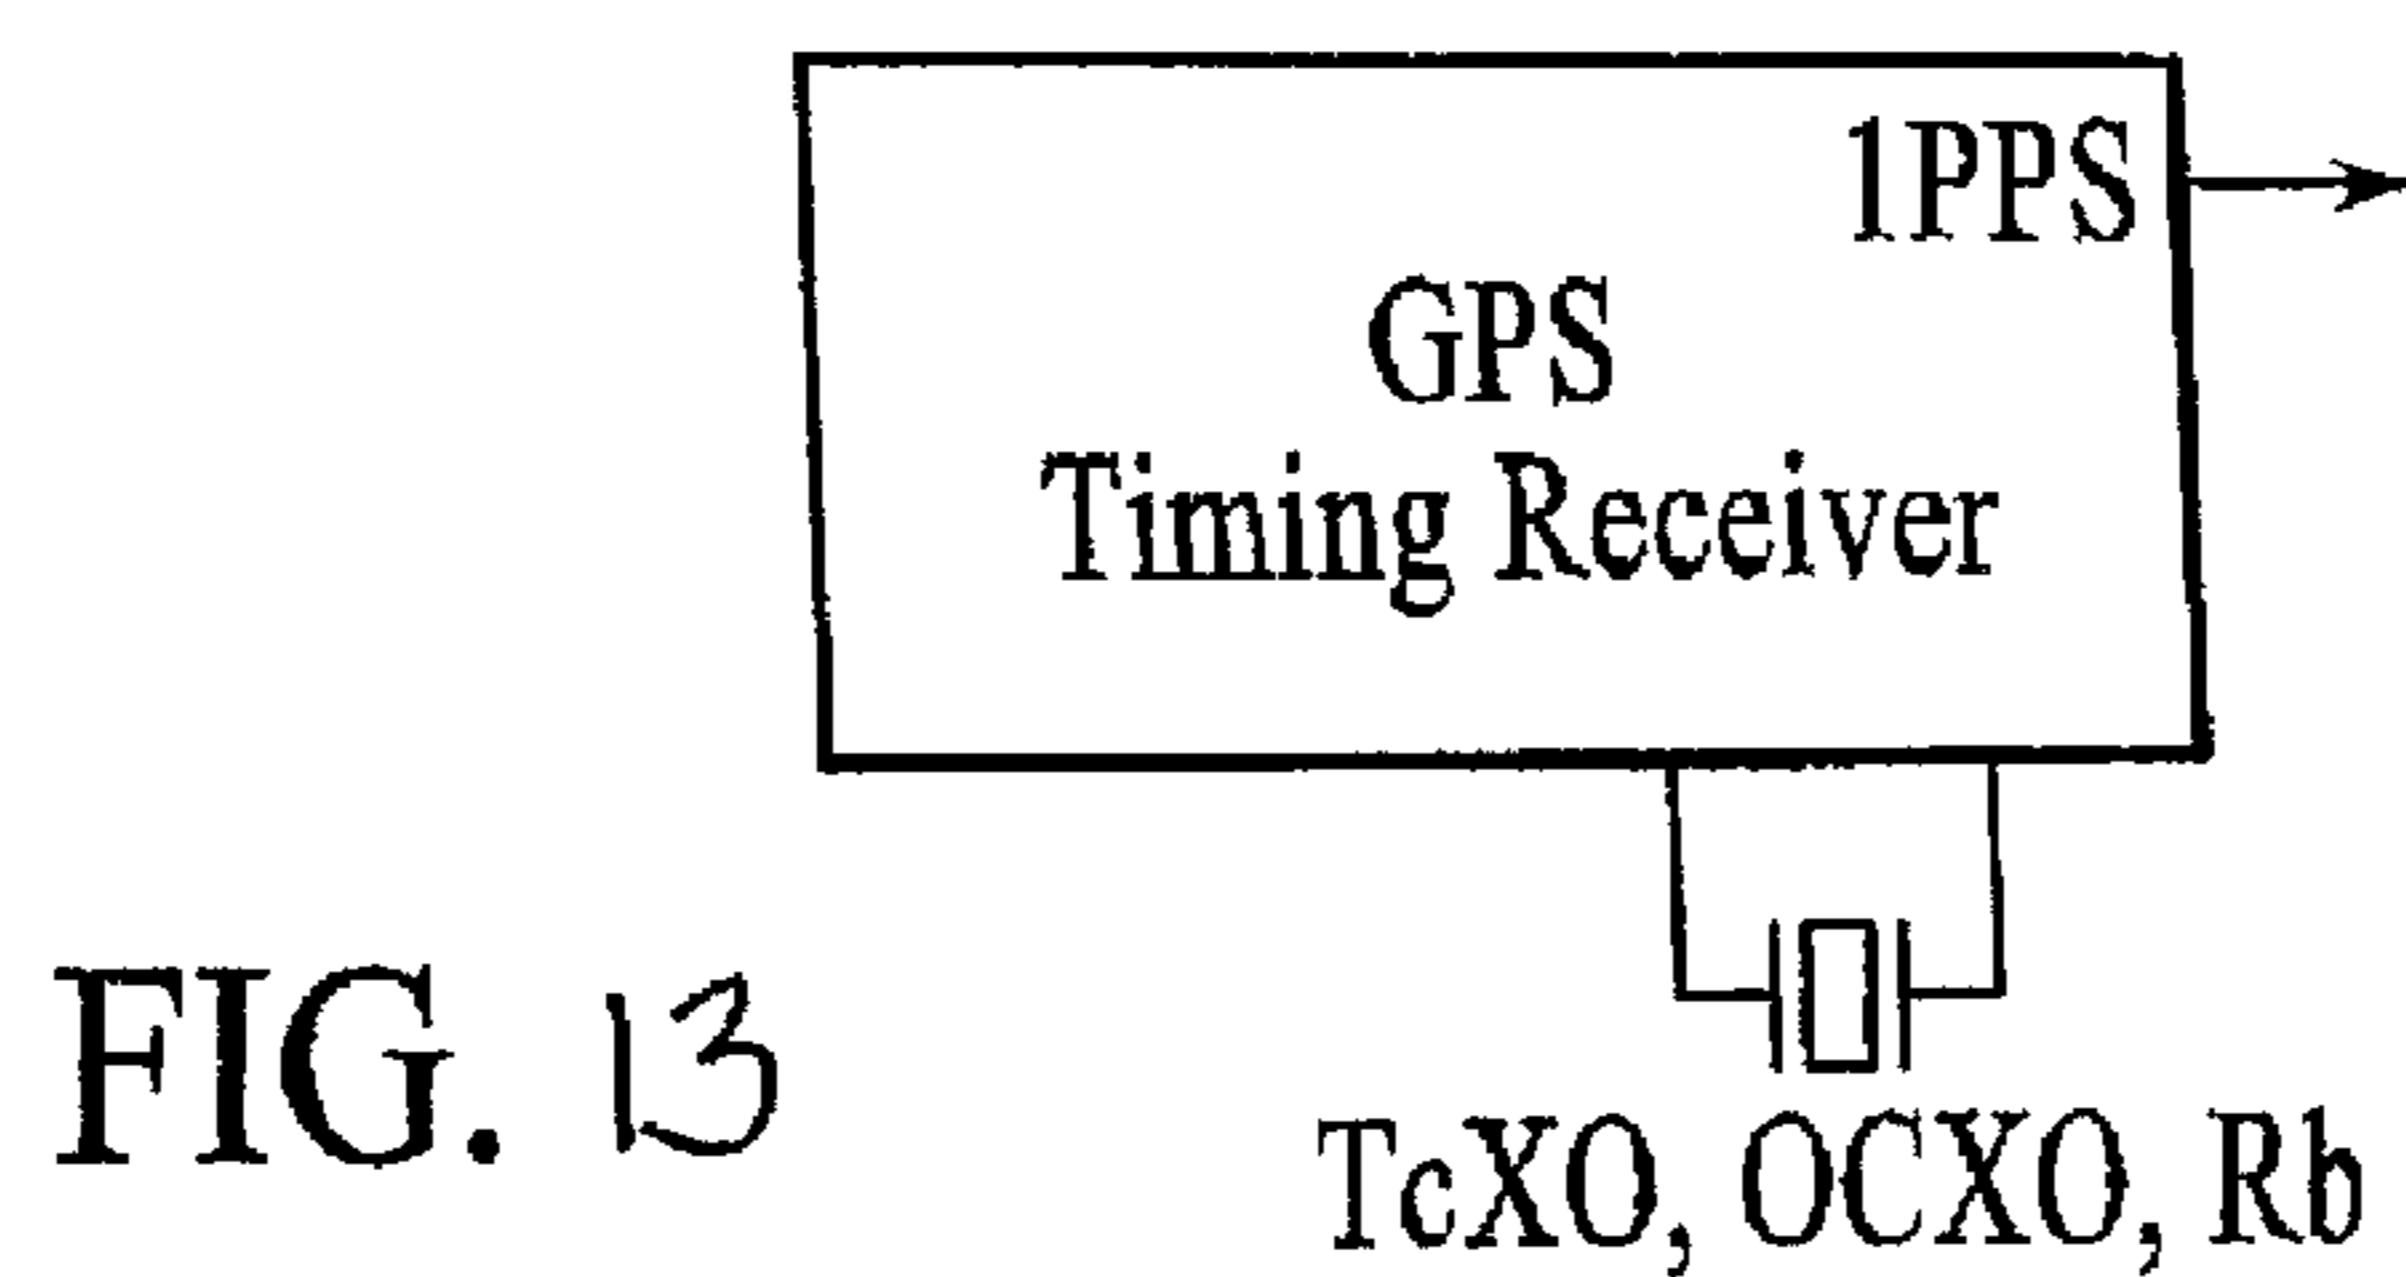 1PPS
GPS
Timing Receiver
FIG. 13
TcXO, OCXO, Rb